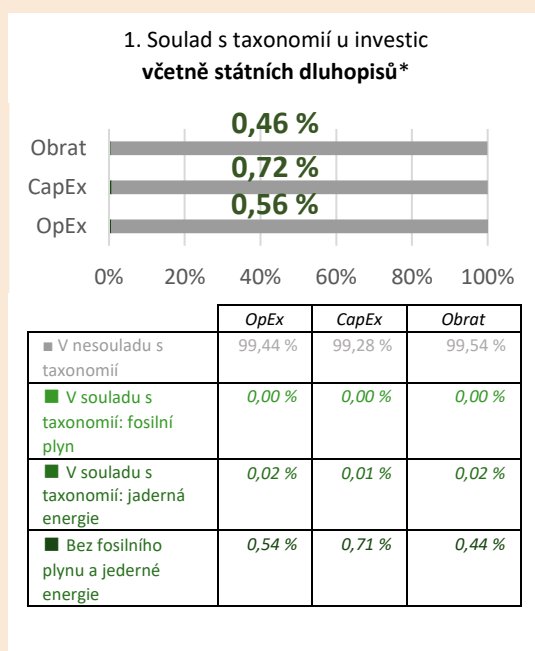 1. Soulad s taxonomií u investic
včetně státních dluhopisů*
0,46 %
Obrat
0,72 %
CapEx
0,56 %
OpEx
0% 20% 40% 60% 80% 100%
OpEx CapEx Obrat
■ V nesouladu s 99,44 % 99,28 % 99,54 %
taxonomií
■ V souladu s 0,00 % 0,00 % 0,00 %
taxonomií: fosilní
plyn
■ V souladu s 0,02 % 0,01 % 0,02 %
taxonomií: jaderná
energie
■ Bez fosilního 0,54 % 0,71 % 0,44 %
plynu a jederné
energie